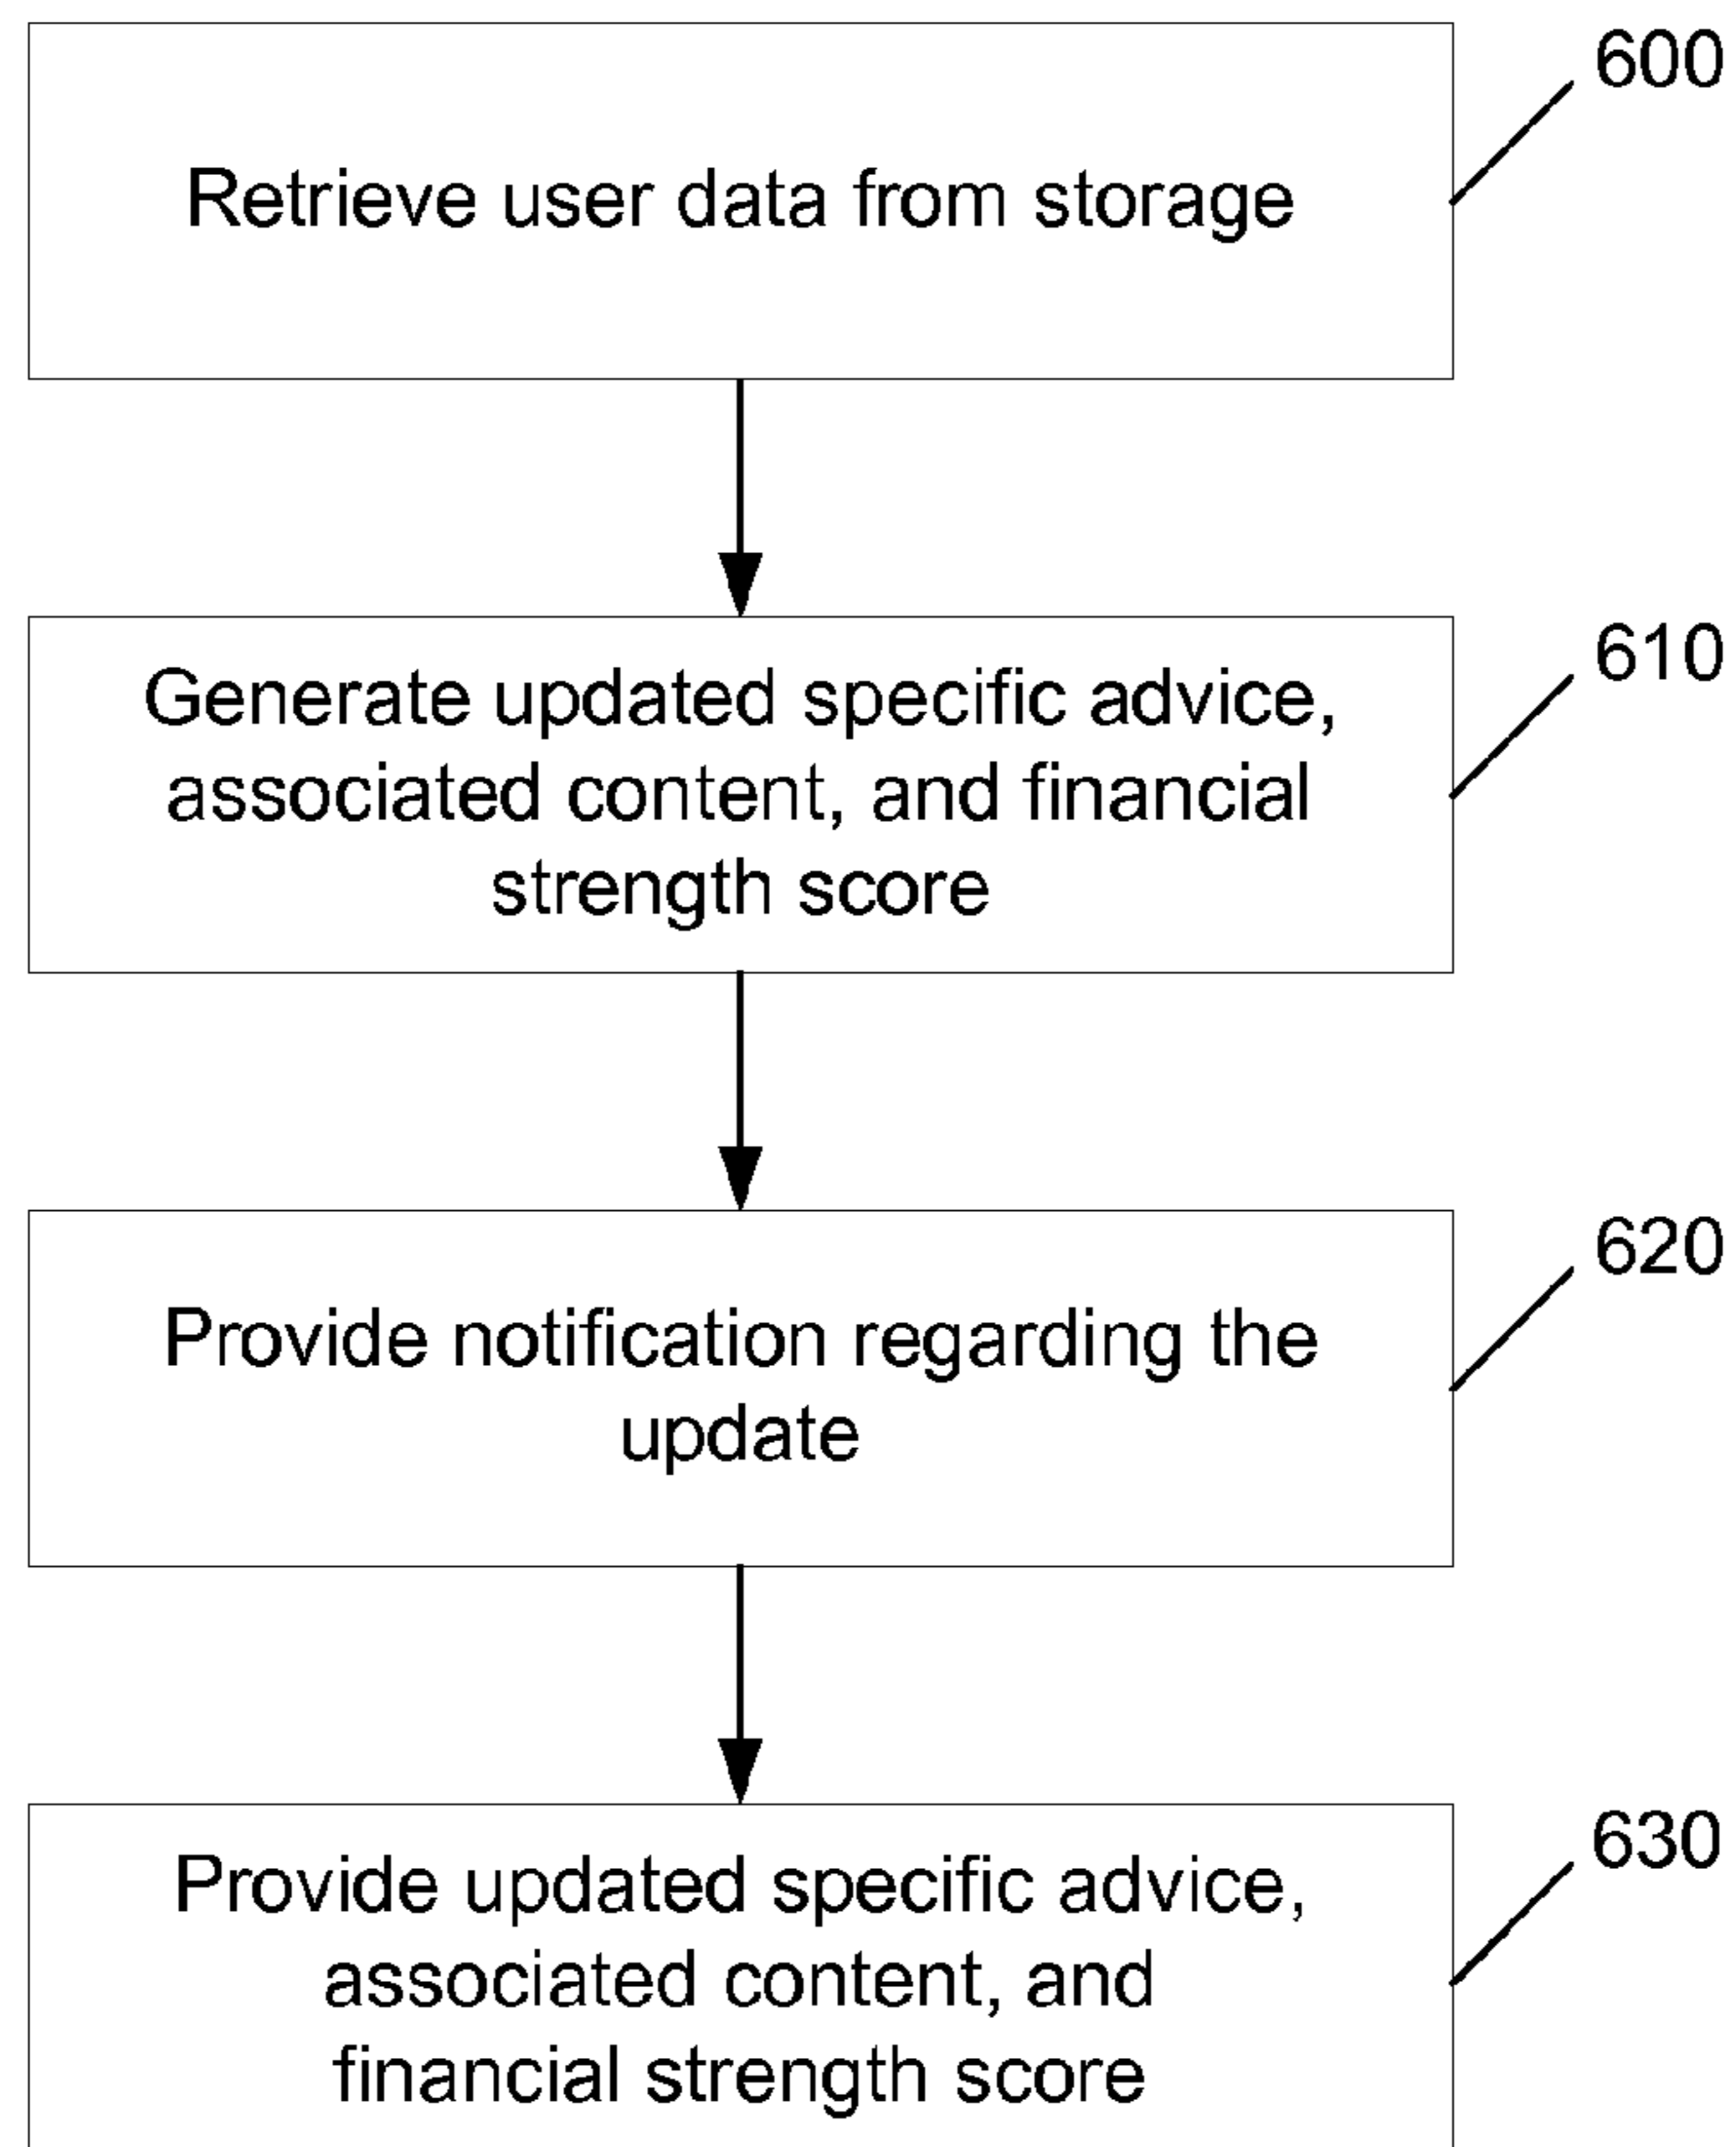 600
Retrieve user data from storage
610
Generate updated specific advice,
associated content, and financial
strength score
620
Provide notification regarding the
update
630
Provide updated specific advice,
associated content, and
financial strength score